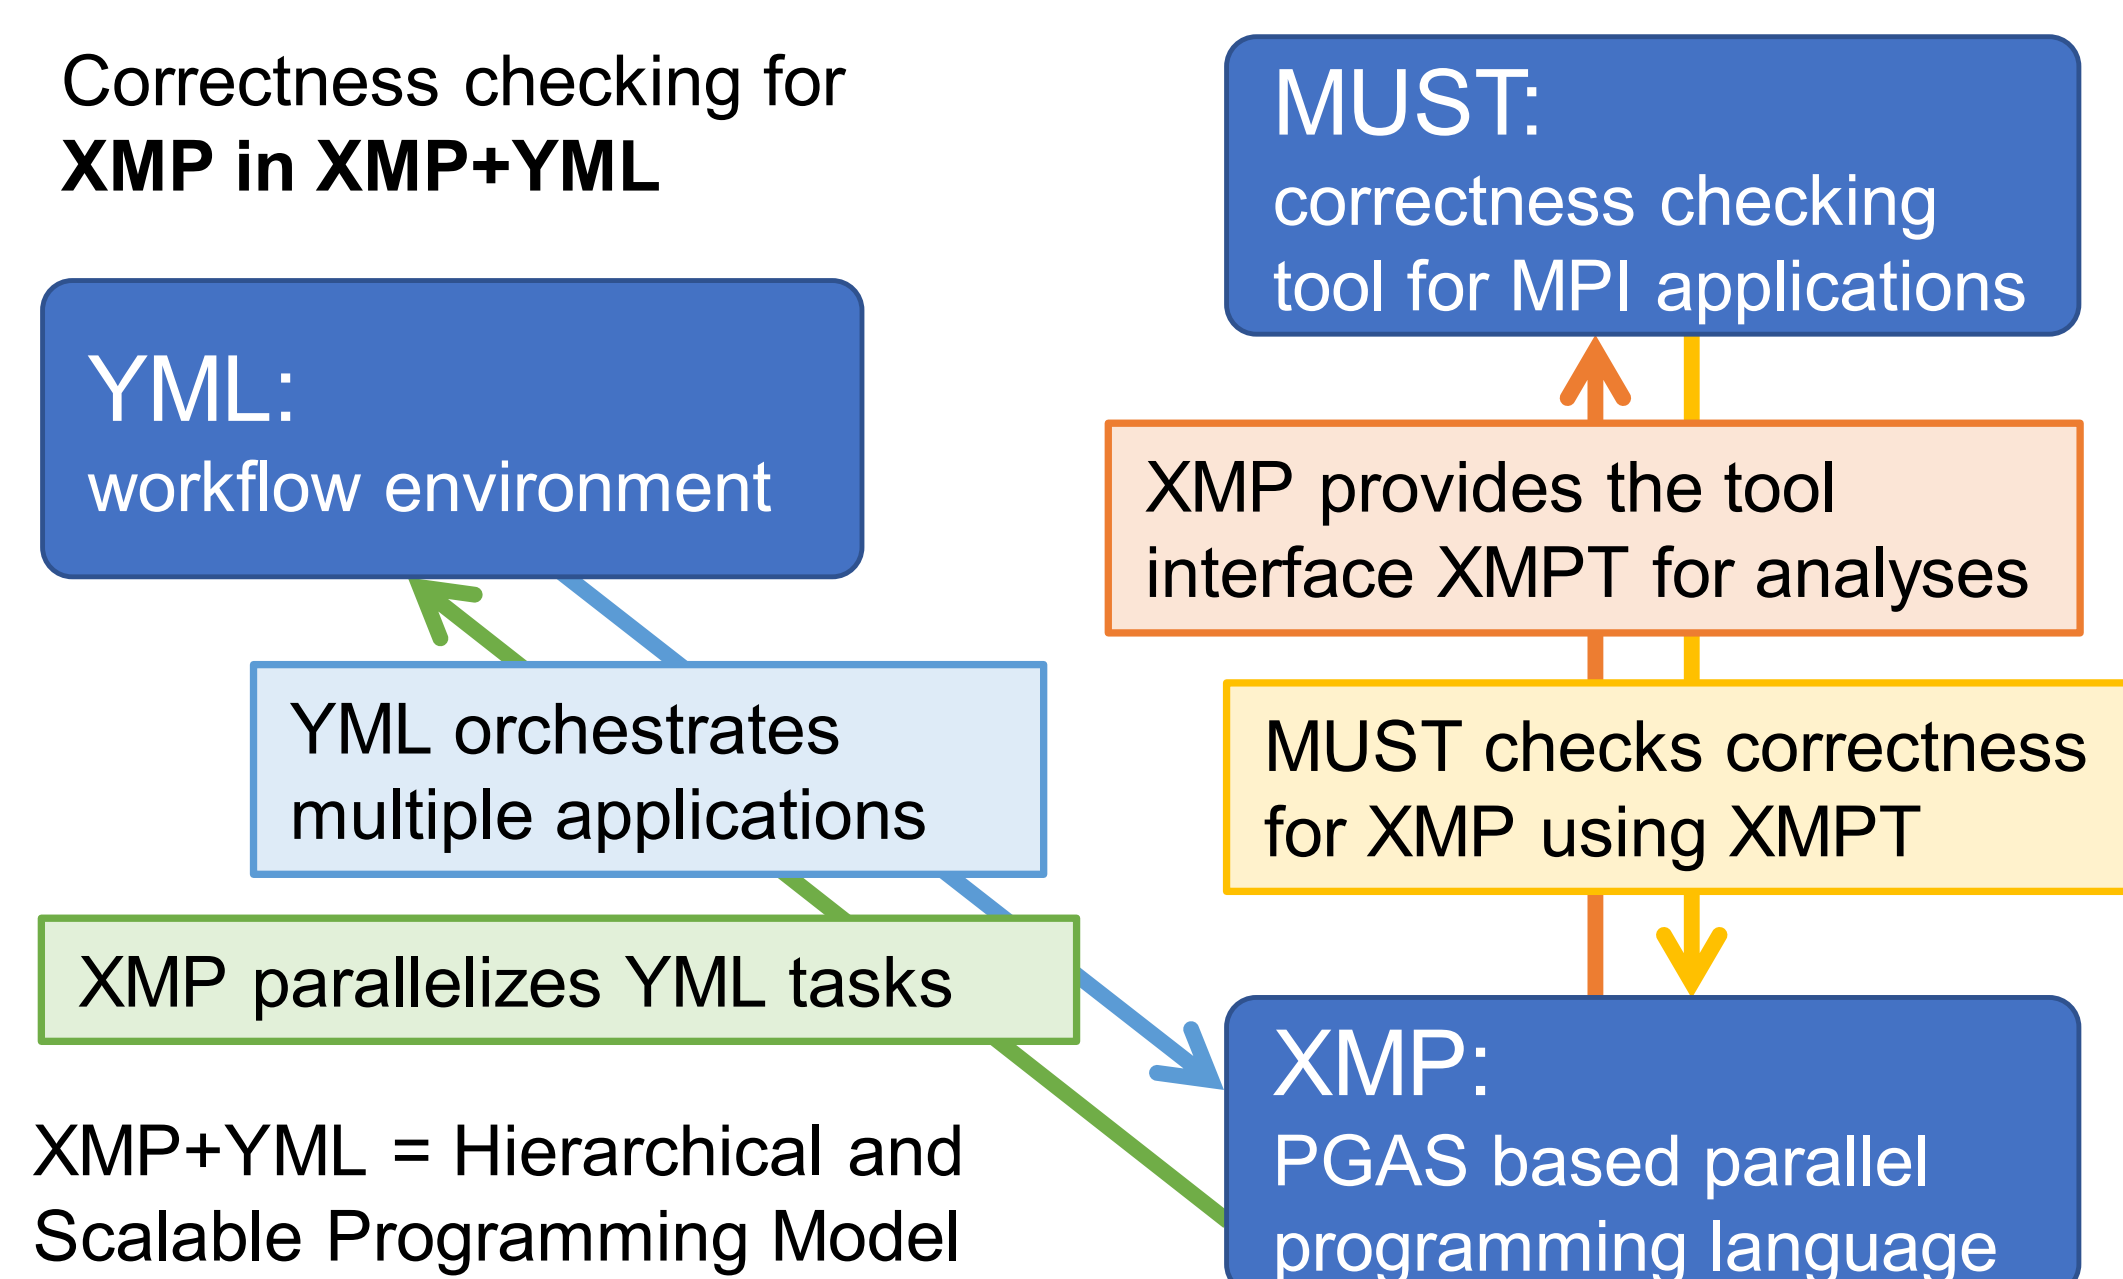 Correctness checking for
XMP in XMP+YML
MUST:
correctness checking
tool for MPI applications
YML:
workflow environment
XMP provides the tool
interface XMPT for analyses
YML orchestrates
multiple applications
MUST checks correctness
for XMP using XMPT
XMP parallelizes YML tasks
XMP:
PGAS based parallel
programming language
XMP+YML = Hierarchical and
Scalable Programming Model